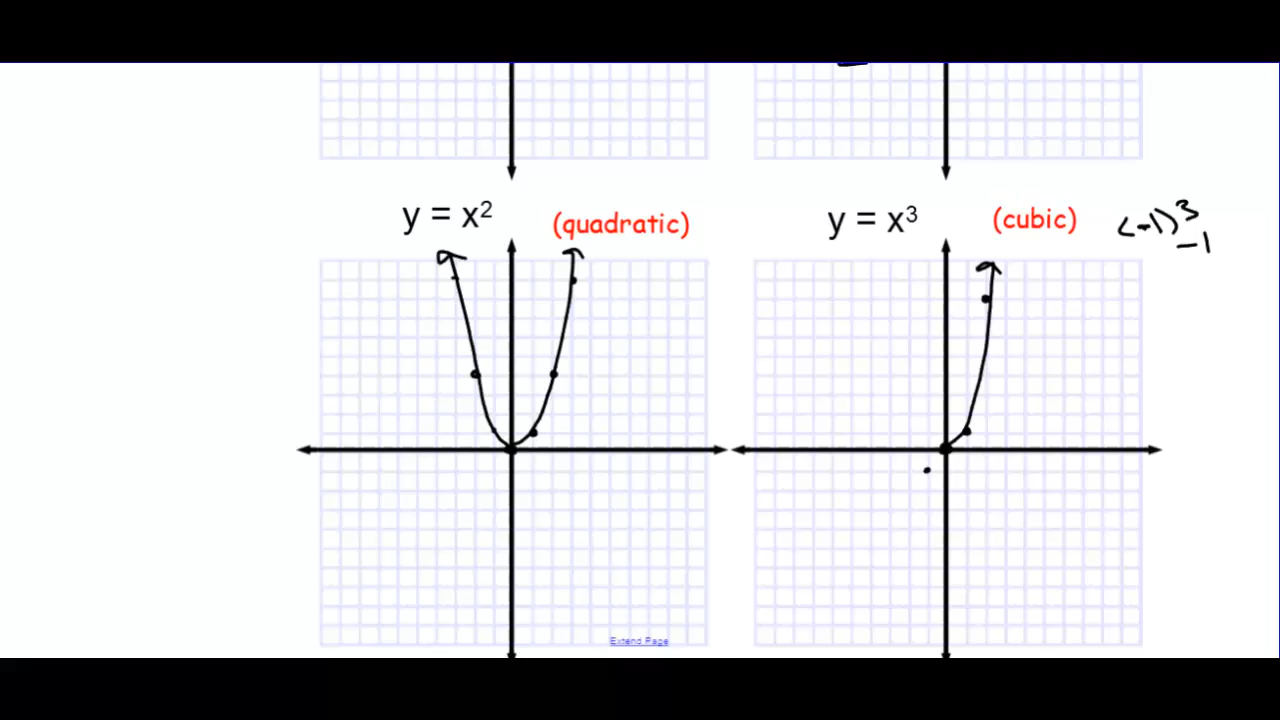 y = x²
(quadratic)
y = x³
(cubic)
(-1)³
-1
Extend Page